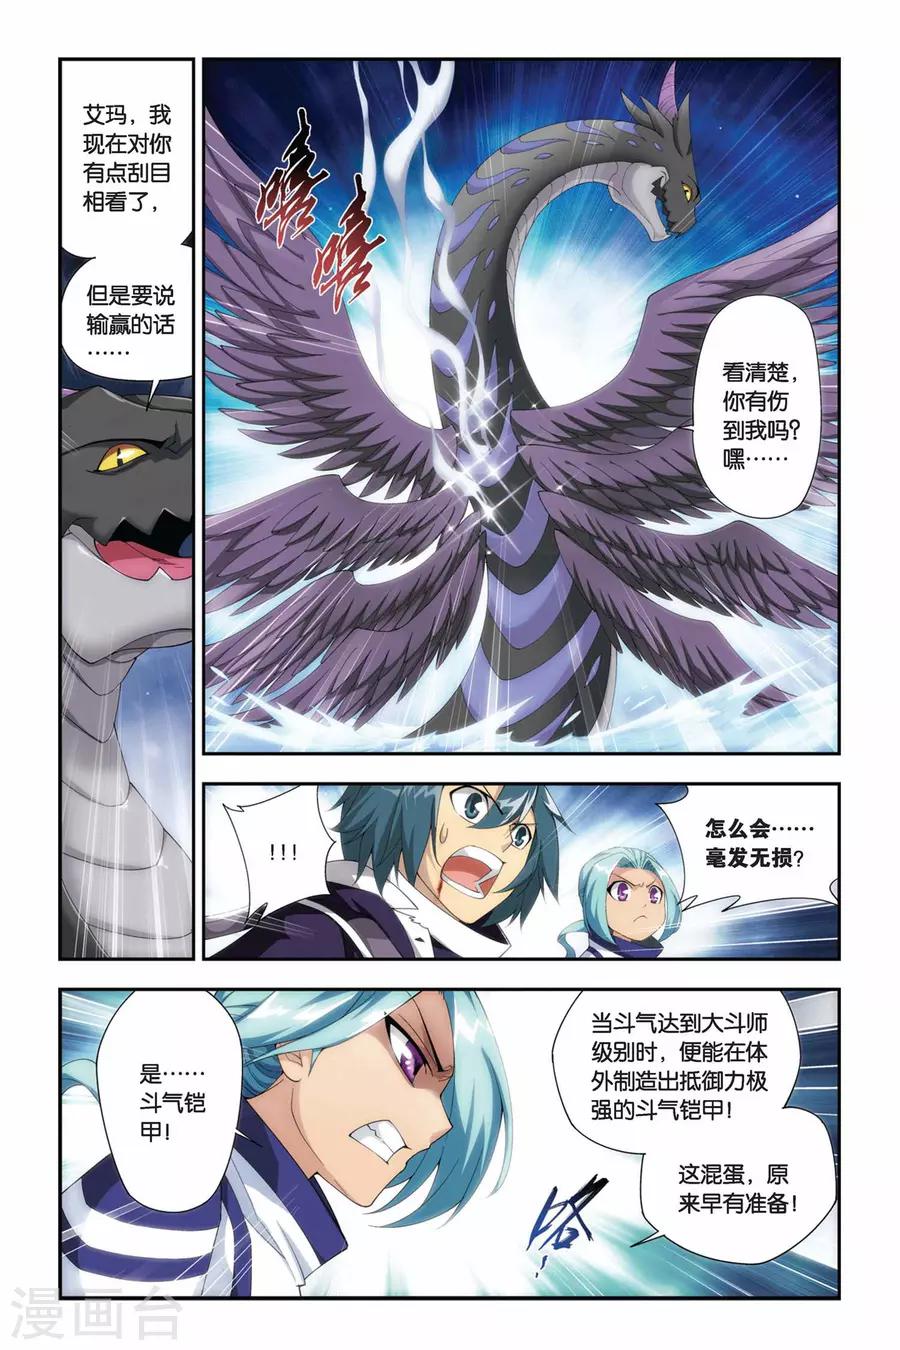 艾玛，我
现在对你
有点刮目
相看了，
但是要说
输赢的话
……
嘻
嘻
看清楚，
你有伤
到我吗？
嘿……
!!!
怎么会……
毫发无损？
是……
斗气铠
甲！
当斗气达到大斗师
级别时，便能在体
外制造出抵御力极
强的斗气铠甲！
这混蛋，原
来早有准备！
咯
！
漫画台